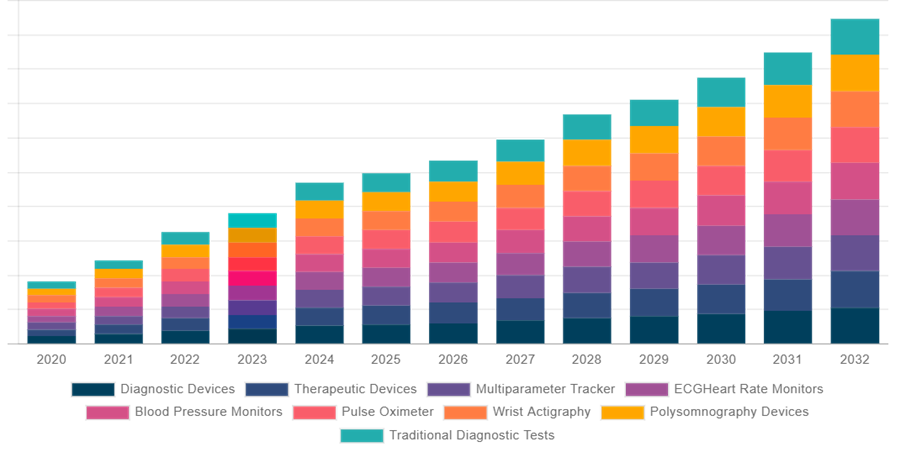 2020 2021 2022 2023 2024 2025 2026 2027 2028 2029 2030 2031 2032
Diagnostic Devices Therapeutic Devices Multiparameter Tracker ECGHeart Rate Monitors
Blood Pressure Monitors Pulse Oximeter Wrist Actigraphy Polysomnography Devices
Traditional Diagnostic Tests